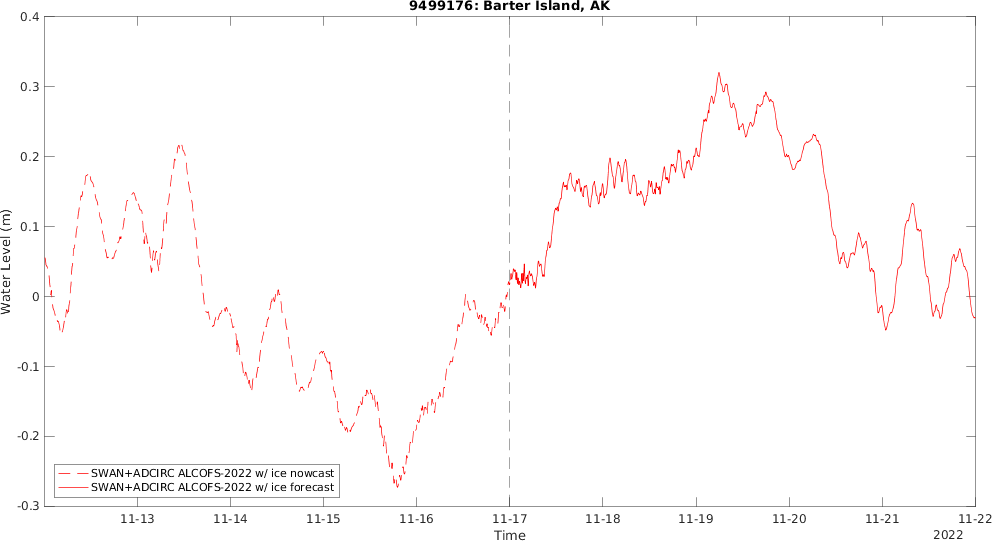 9499176: Barter Island, AK
0.4
0.3
0.2
0.1
0
-0.1
-0.2
-0.3
Water Level (m)
SWAN+ADCIRC ALCOFS-2022 w/ ice nowcast
SWAN+ADCIRC ALCOFS-2022 w/ ice forecast
11-13 11-14 11-15 11-16 11-17 11-18 11-19 11-20 11-21 11-22
Time
2022